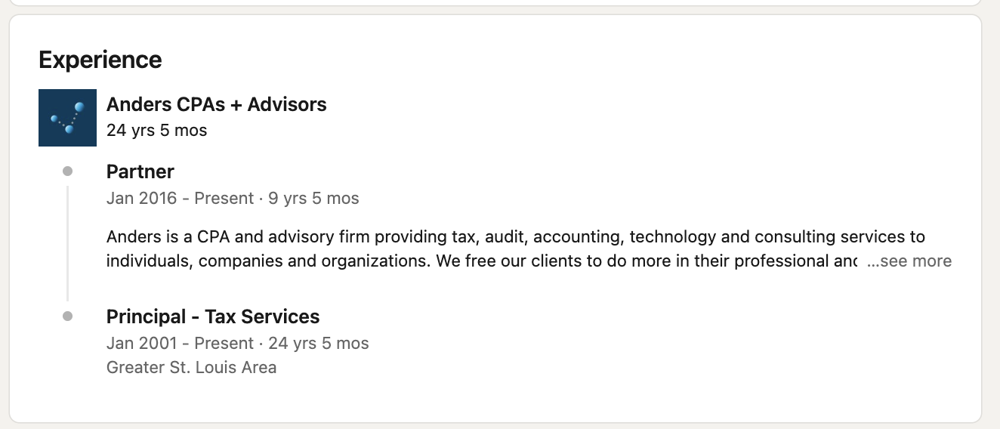 Experience
Anders CPAs + Advisors
24 yrs 5 mos
Partner
Jan 2016 - Present · 9 yrs 5 mos
Anders is a CPA and advisory firm providing tax, audit, accounting, technology and consulting services to
individuals, companies and organizations. We free our clients to do more in their professional and ...see more
Principal - Tax Services
Jan 2001 - Present · 24 yrs 5 mos
Greater St. Louis Area